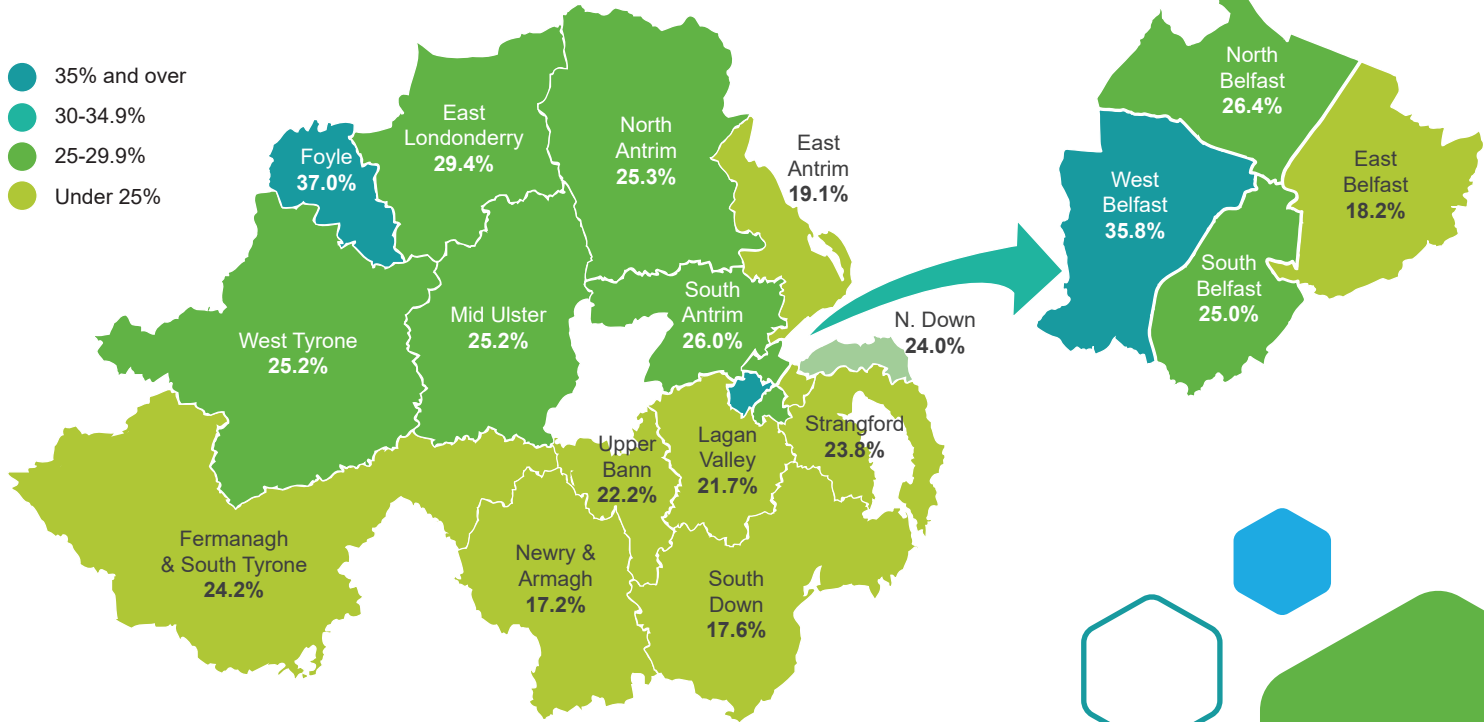 35% and over
30-34.9%
25-29.9%
Under 25%
Foyle
37.0%
East
Londonderry
29.4%
North
Antrim
25.3%
East
Antrim
19.1%
West Tyrone
25.2%
Mid Ulster
25.2%
South
Antrim
26.0%
N. Down
24.0%
Upper
Bann
22.2%
Lagan
Valley
21.7%
Strangford
23.8%
Fermanagh
& South Tyrone
24.2%
Newry &
Armagh
17.2%
South
Down
17.6%
North
Belfast
26.4%
West
Belfast
35.8%
East
Belfast
18.2%
South
Belfast
25.0%